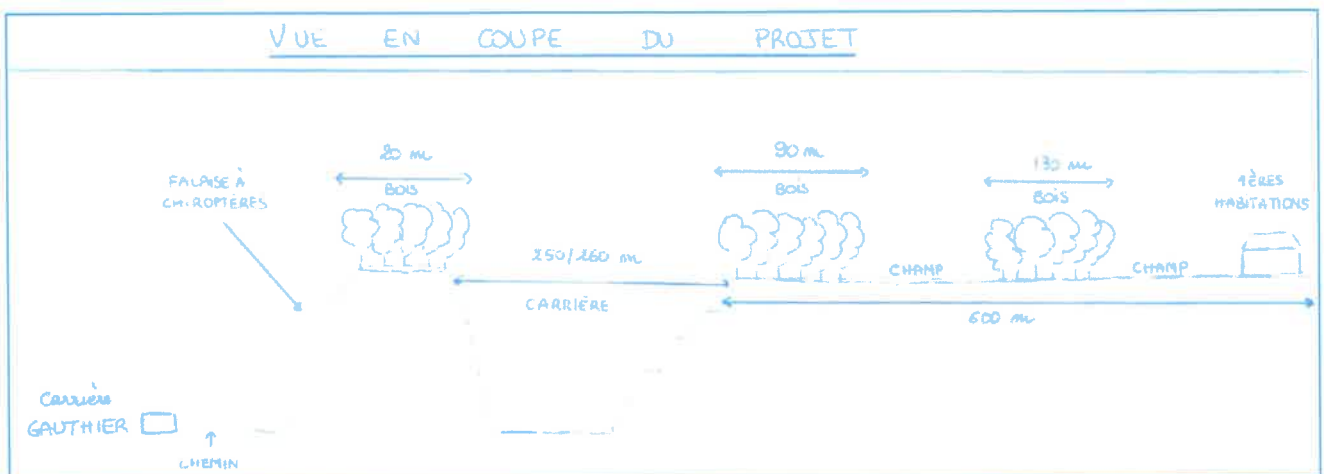 VUE EN COUPE DU PROJET
20 m
90 m
130 m
FALAISE À
CHIROPTÈRES
BOIS
BOIS
BOIS
1ÈRES
HABITATIONS
250/260 m
CARRIÈRE
CHAMP
CHAMP
600 m
Carrière
GAUTHIER
CHEMIN